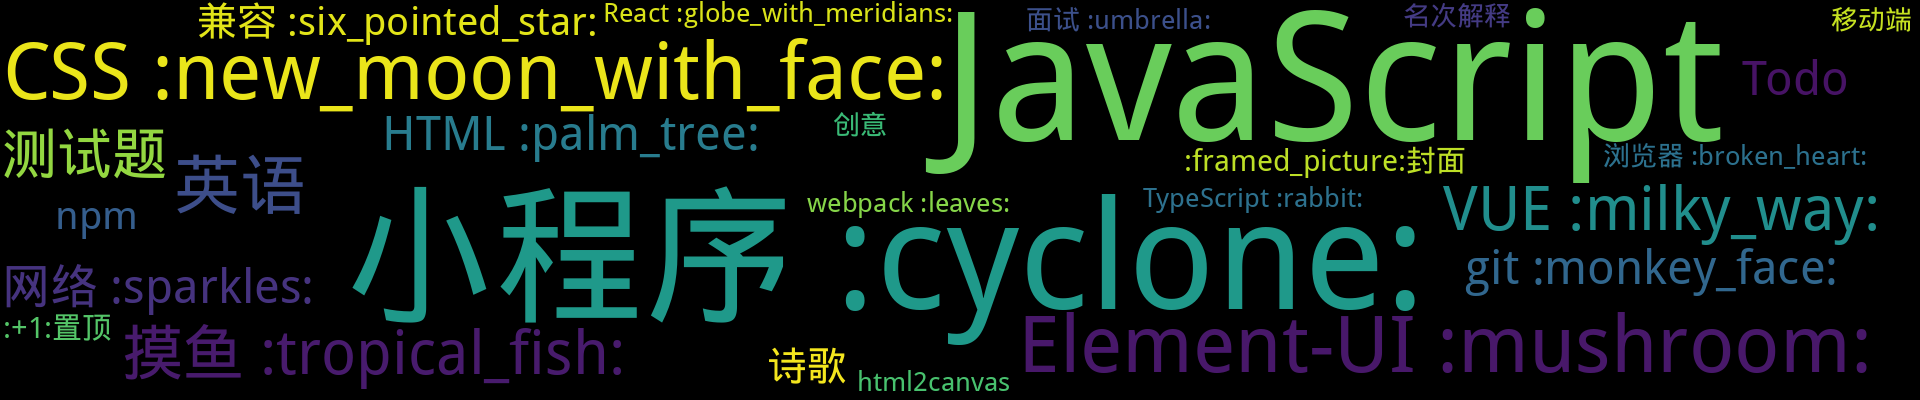 兼容 :six_pointed_star:
React :globe_with_meridians:
面试 :umbrella:
名次解释
移动端
CSS :new_moon_with_face:
JavaScript
Todo
测试题
HTML :palm_tree:
创意
:framed_picture:封面
浏览器 :broken_heart:
英语
npm
webpack :leaves:
TypeScript :rabbit:
VUE :milky_way:
小程序 :cyclone:
git :monkey_face:
网络 :sparkles:
:+1:置顶
摸鱼 :tropical_fish:
诗歌
html2canvas
Element-UI :mushroom: